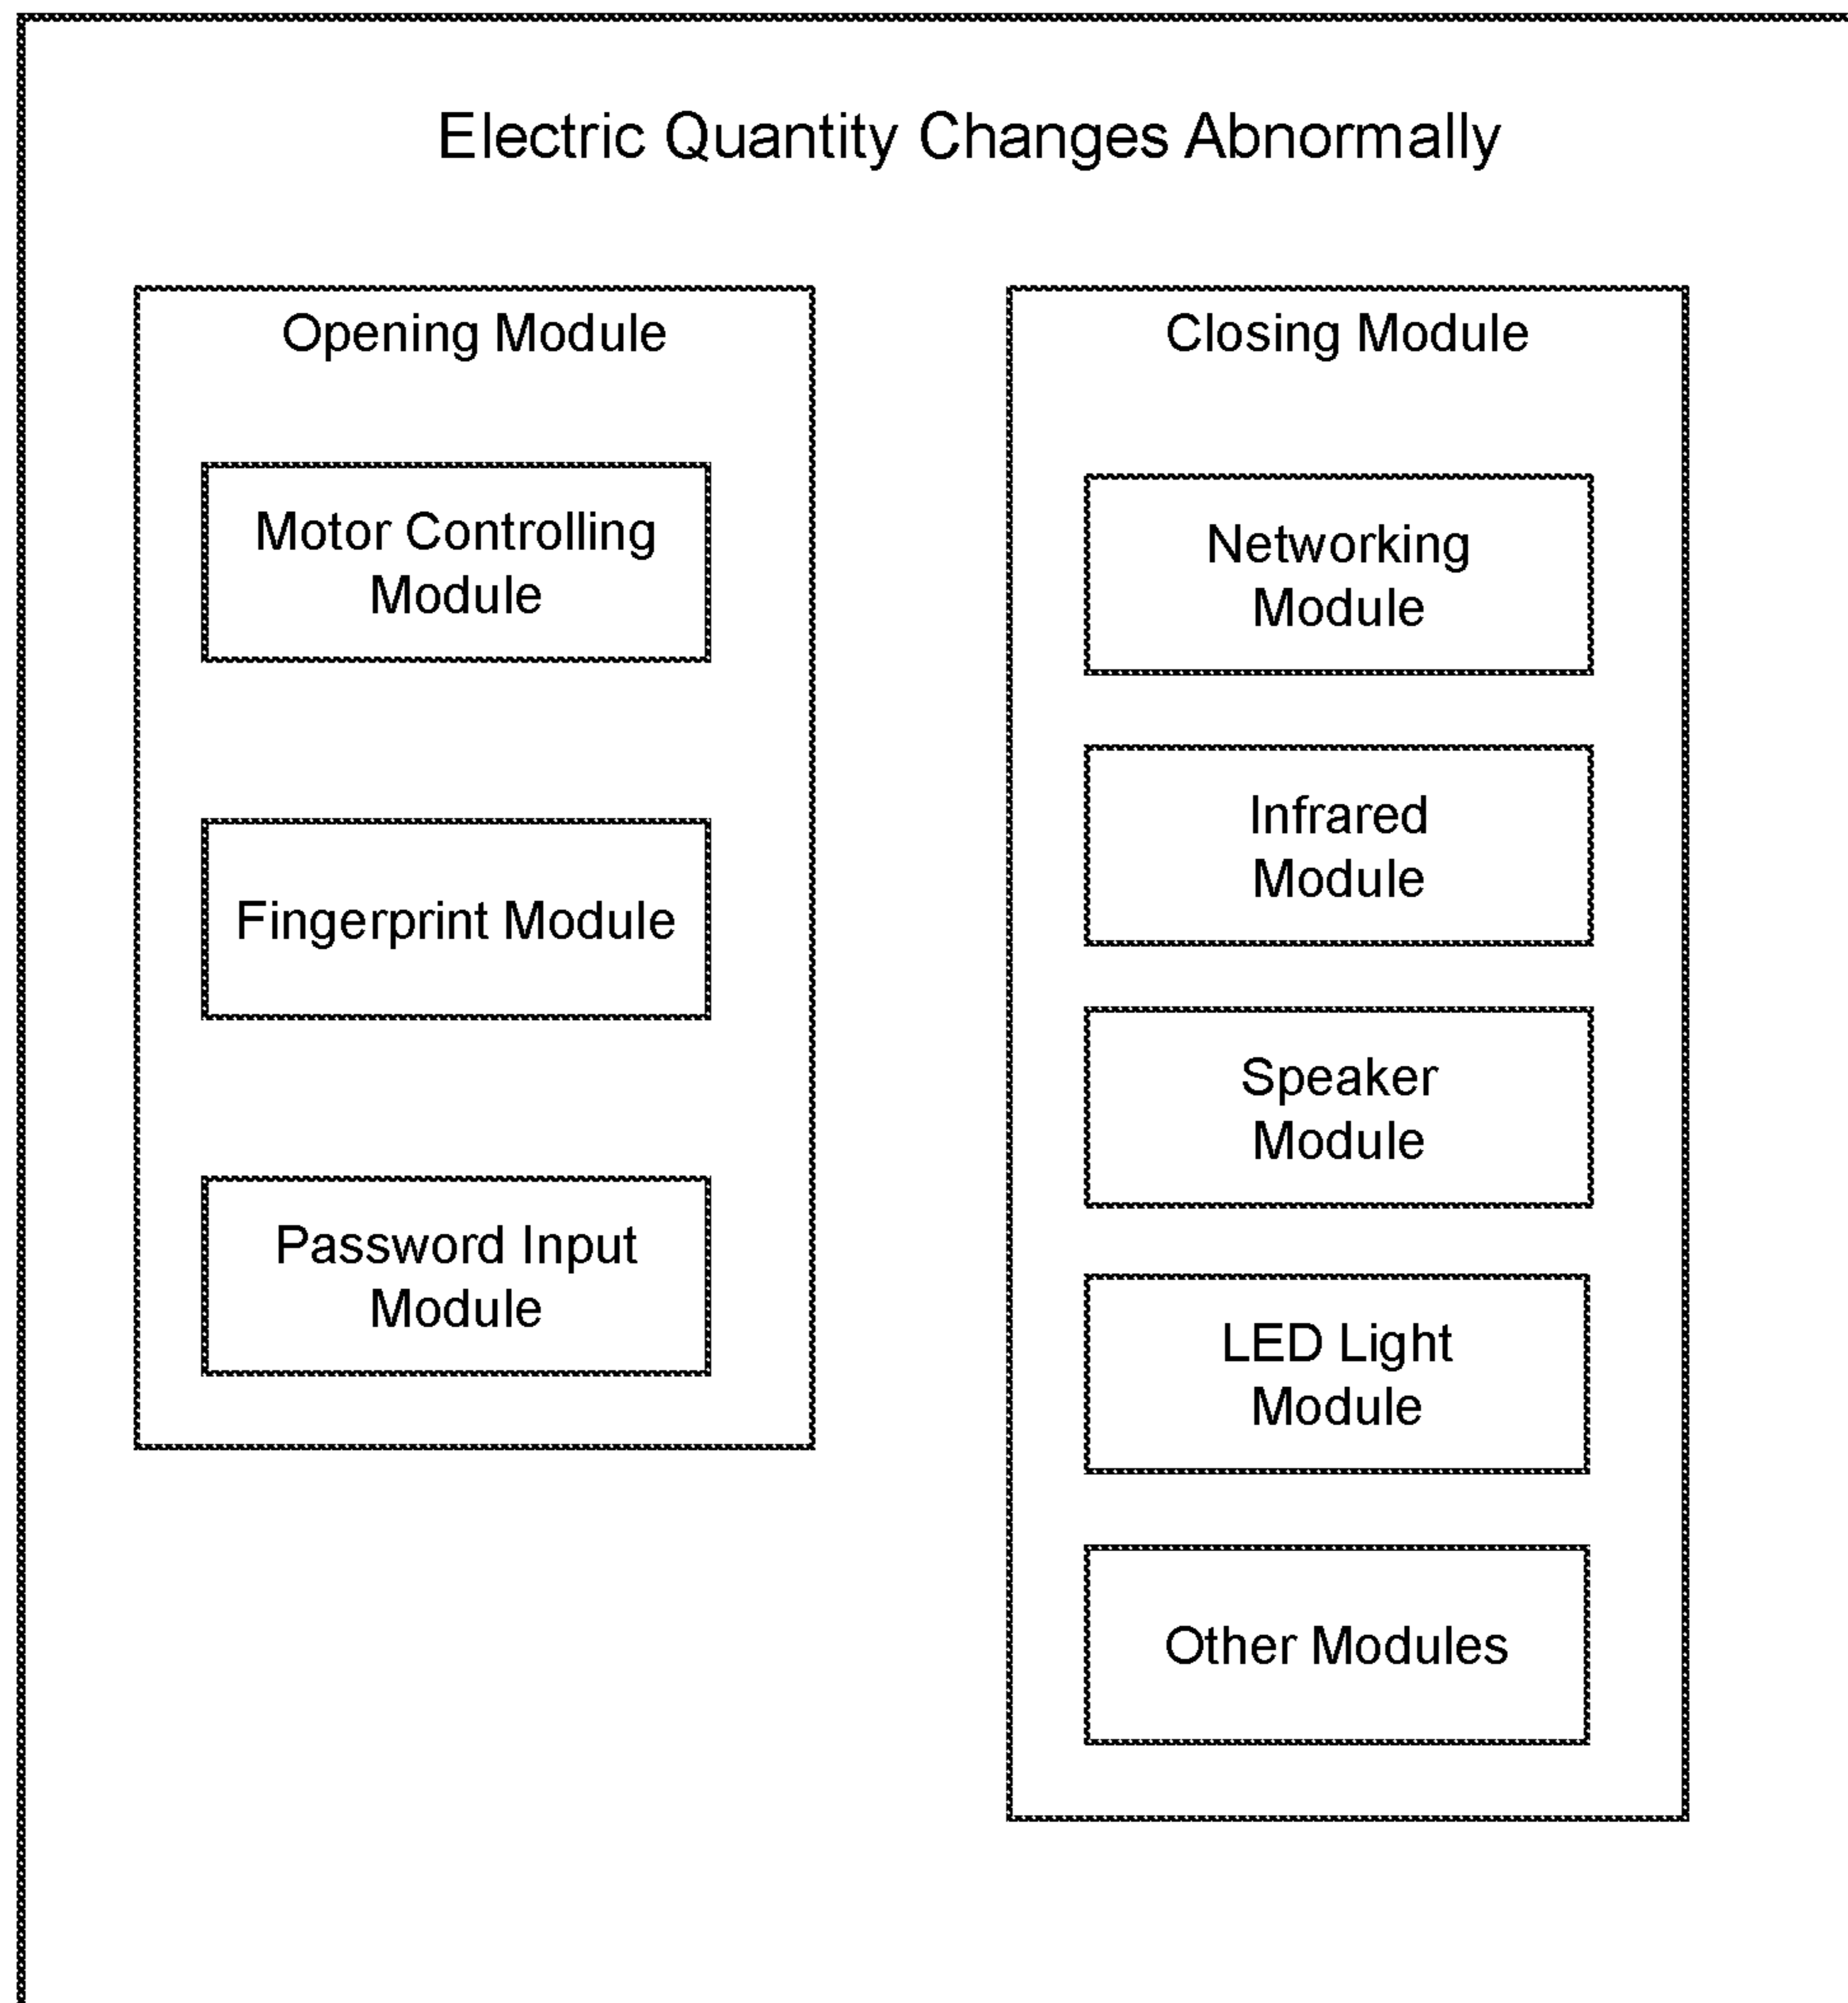 Electric Quantity Changes Abnormally
Opening Module
Motor Controlling
Module
Fingerprint Module
Password Input
Module
Closing Module
Networking
Module
Infrared
Module
Speaker
Module
LED Light
Module
Other Modules